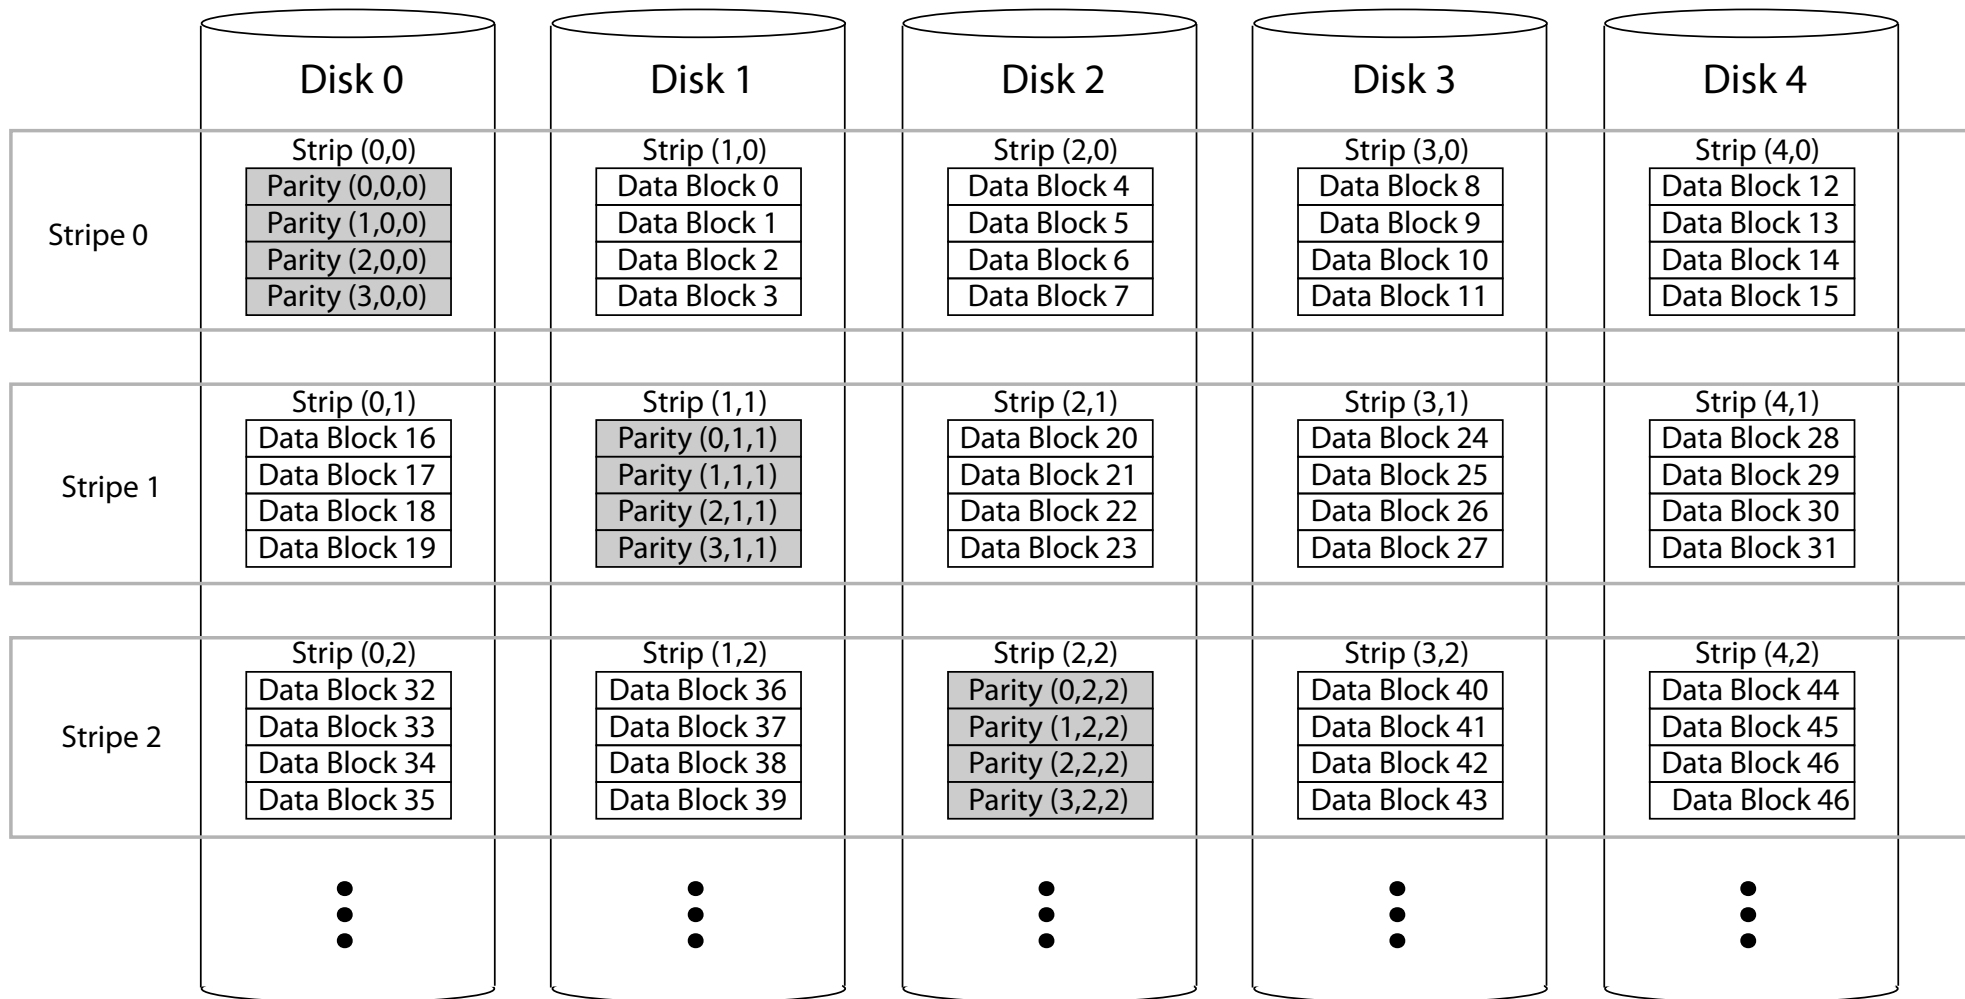 Disk 0 Disk 1 Disk 2 Disk 3 Disk 4
Strip (0,0) Strip (1,0) Strip (2,0) Strip (3,0) Strip (4,0)
Parity (0,0,0) Data Block 0 Data Block 4 Data Block 8 Data Block 12
Parity (1,0,0) Data Block 1 Data Block 5 Data Block 9 Data Block 13
Stripe 0
Parity (2,0,0) Data Block 2 Data Block 6 Data Block 10 Data Block 14
Parity (3,0,0) Data Block 3 Data Block 7 Data Block 11 Data Block 15
Strip (0,1) Strip (1,1) Strip (2,1) Strip (3,1) Strip (4,1)
Data Block 16 Parity (0,1,1) Data Block 20 Data Block 24 Data Block 28
Data Block 17 Parity (1,1,1) Data Block 21 Data Block 25 Data Block 29
Stripe 1
Data Block 18 Parity (2,1,1) Data Block 22 Data Block 26 Data Block 30
Data Block 19 Parity (3,1,1) Data Block 23 Data Block 27 Data Block 31
Strip (0,2) Strip (1,2) Strip (2,2) Strip (3,2) Strip (4,2)
Data Block 32 Data Block 36 Parity (0,2,2) Data Block 40 Data Block 44
Data Block 33 Data Block 37 Parity (1,2,2) Data Block 41 Data Block 45
Stripe 2
Data Block 34 Data Block 38 Parity (2,2,2) Data Block 42 Data Block 46
Data Block 35 Data Block 39 Parity (3,2,2) Data Block 43 Data Block 46